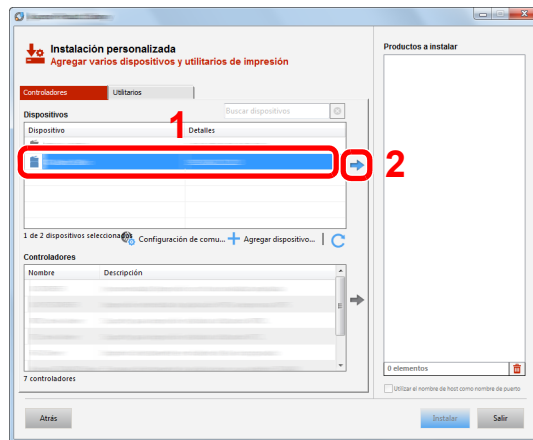 Instalación personalizada
Agregar varios dispositivos y utilitarios de impresión
Productos a instalar
Controladores
Utilitarios
Dispositivos
Buscar dispositivos
Dispositivo
Detalles
1
2
1 de 2 dispositivos seleccionados
Configuración de comu...
Agregar dispositivo...
Controladores
Nombre
Descripción
7 controladores
0 elementos
Utilizar el nombre de host como nombre de puerto
Atrás
Instalar
Salir